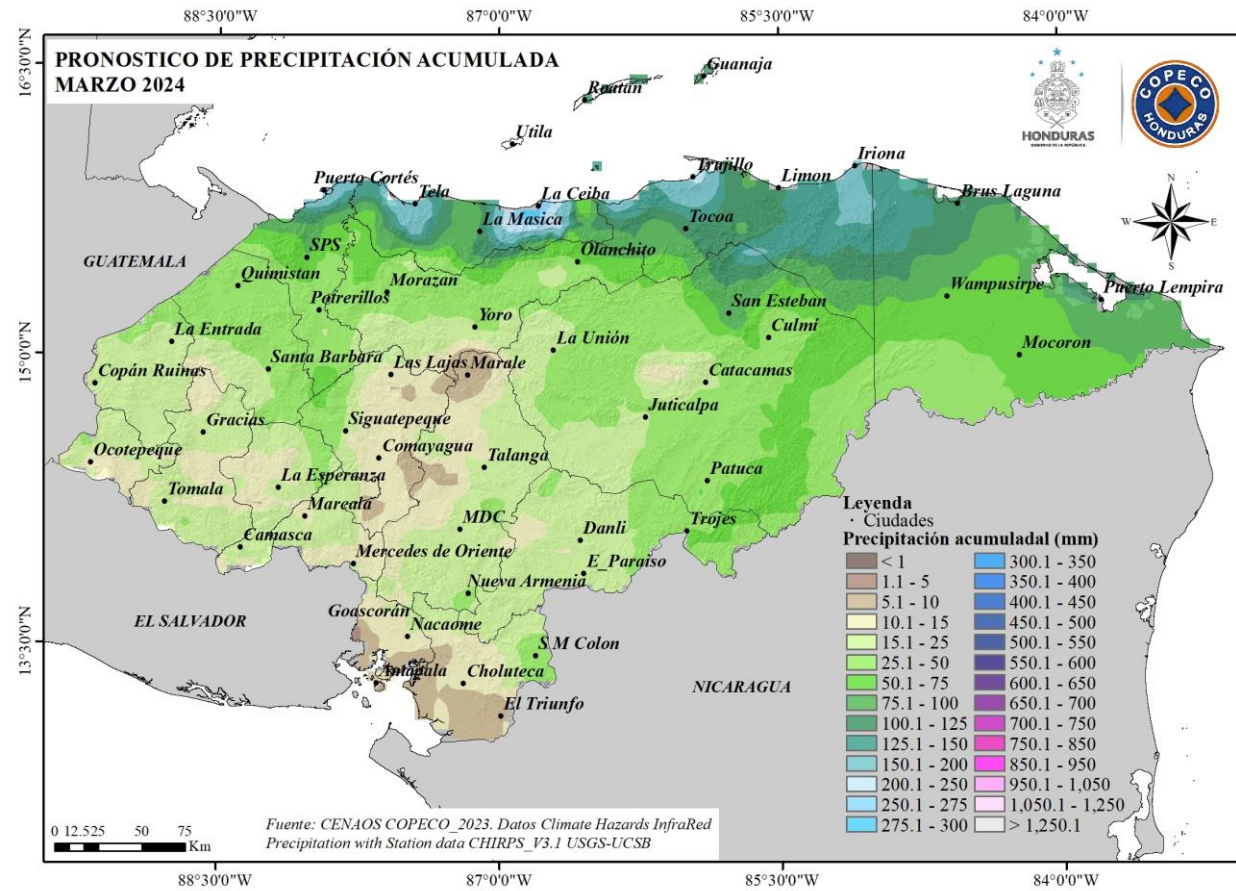 88°30'0"W 87°0'0"W 85°30'0"W 84°0'0"W
16°30'0"N
15°0'0"N
13°30'0"N
PRONOSTICO DE PRECIPITACIÓN ACUMULADA
MARZO 2024
HONDURAS
GOBIERNO DE LA REPÚBLICA
COPECO
HONDURAS
Guanaja
Roatán
Utila
Iriona
Trujillo
Limon
Puerto Cortés
Tela
La Ceiba
Brus Laguna
La Masica
Tocoa
N
W E
S
SPS
Olanchito
GUATEMALA
Quimistan
Morazan
Wampusirpe
Puerto Lempira
Potrerillos
San Esteban
Yoro
Culmí
La Entrada
La Unión
Mocoron
Santa Barbara
Las Lajas
Marale
Copán Ruinas
Catacamas
Juticalpa
Gracias
Siguatepeque
Comayagua
Ocotepeque
Talanga
La Esperanza
Patuca
Tomala
Marcala
MDC
Danli
Trojes
Camasca
Mercedes de Oriente
E_Paraiso
Nueva Armenia
Goascorán
EL SALVADOR
Nacaome
S.M Colon
Choluteca
NICARAGUA
El Triunfo
Leyenda
Ciudades
Precipitación acumuladal (mm)
< 1
1.1 - 5
5.1 - 10
10.1 - 15
15.1 - 25
25.1 - 50
50.1 - 75
75.1 - 100
100.1 - 125
125.1 - 150
150.1 - 200
200.1 - 250
250.1 - 275
275.1 - 300
300.1 - 350
350.1 - 400
400.1 - 450
450.1 - 500
500.1 - 550
550.1 - 600
600.1 - 650
650.1 - 700
700.1 - 750
750.1 - 850
850.1 - 950
950.1 - 1,050
1,050.1 - 1,250
> 1,250.1
0 12.525 50 75
Km
Fuente: CENAOS COPECO_2023. Datos Climate Hazards InfraRed
Precipitation with Station data CHIRPS_V3.1 USGS-UCSB
88°30'0"W 87°0'0"W 85°30'0"W 84°0'0"W